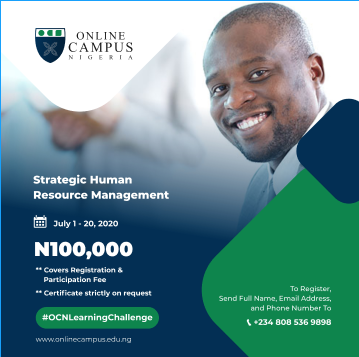 ONLINE
CAMPUS
NIGERIA
Strategic Human
Resource Management
July 1 - 20, 2020
N100,000
** Covers Registration &
Participation Fee
** Certificate strictly on request
#OCNLearningChallenge
www.onlinecampus.edu.ng
To Register,
Send Full Name, Email Address,
and Phone Number To
+234 808 536 9898